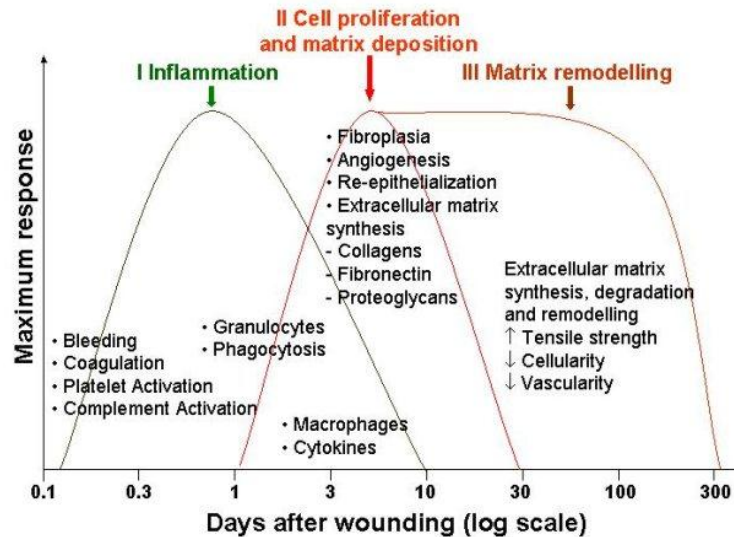 II Cell proliferation
and matrix deposition
I Inflammation
III Matrix remodelling
Maximum response
• Fibroplasia
• Angiogenesis
• Re-epithelialization
• Extracellular matrix
synthesis
- Collagens
- Fibronectin
- Proteoglycans
Extracellular matrix
synthesis, degradation
and remodelling
↑ Tensile strength
↓ Cellularity
↓ Vascularity
• Granulocytes
• Phagocytosis
• Bleeding
• Coagulation
• Platelet Activation
• Complement Activation
• Macrophages
• Cytokines
0.1 0.3 1 3 10 30 100 300
Days after wounding (log scale)